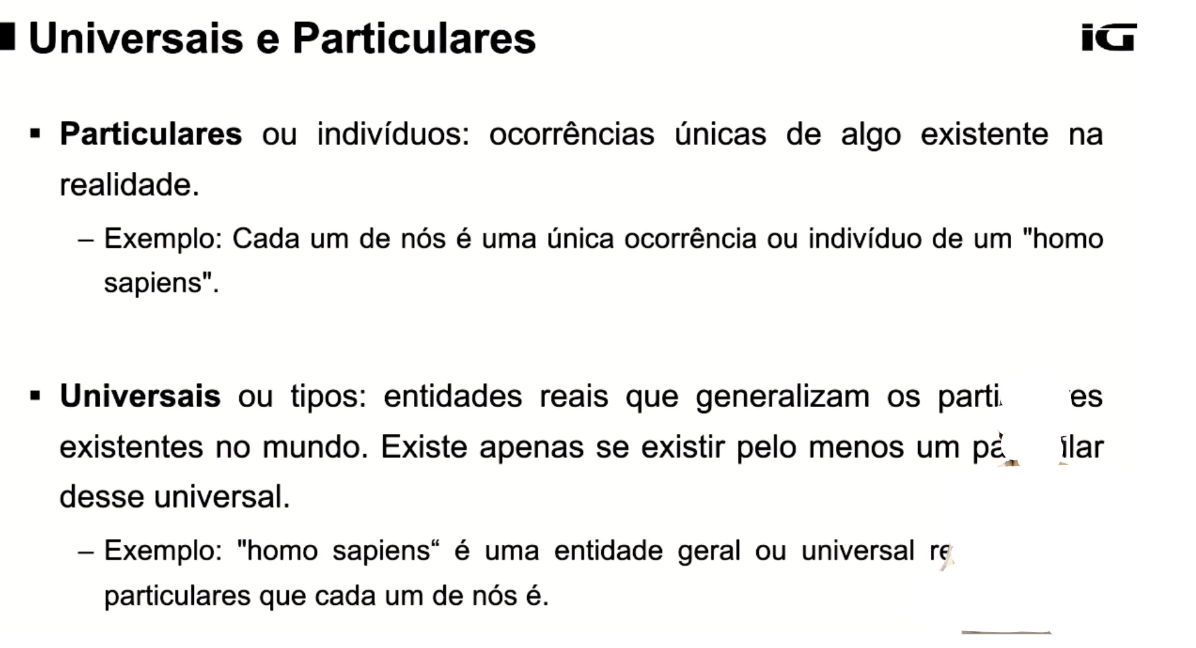 Universais e Particulares
iG
▪ Particulares ou indivíduos: ocorrências únicas de algo existente na
realidade.
– Exemplo: Cada um de nós é uma única ocorrência ou indivíduo de um "homo
sapiens".
▪ Universais ou tipos: entidades reais que generalizam os
existentes no mundo. Existe apenas se existir pelo menos um
desse universal.
– Exemplo: "homo sapiens“ é uma entidade geral ou universal
particulares que cada um de nós é.